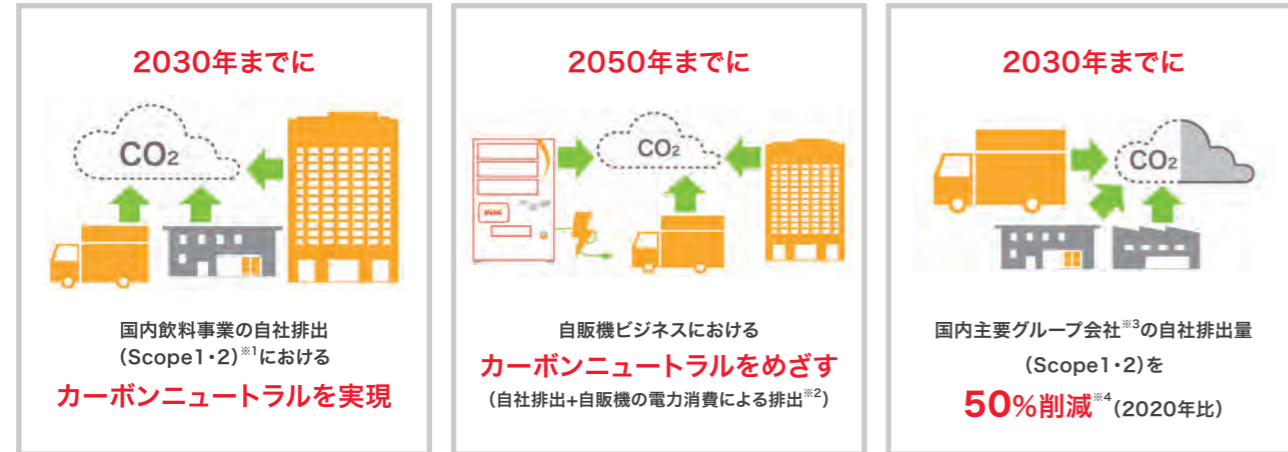 2030年までに
CO₂
国内飲料事業の自社排出
（Scope1・2）※1における
カーボンニュートラルを実現
2050年までに
CO₂
自販機ビジネスにおける
カーボンニュートラルをめざす
（自社排出+自販機の電力消費による排出※2）
2030年までに
CO₂
国内主要グループ会社※3の自社排出量
（Scope1・2）を
50%削減※4（2020年比）